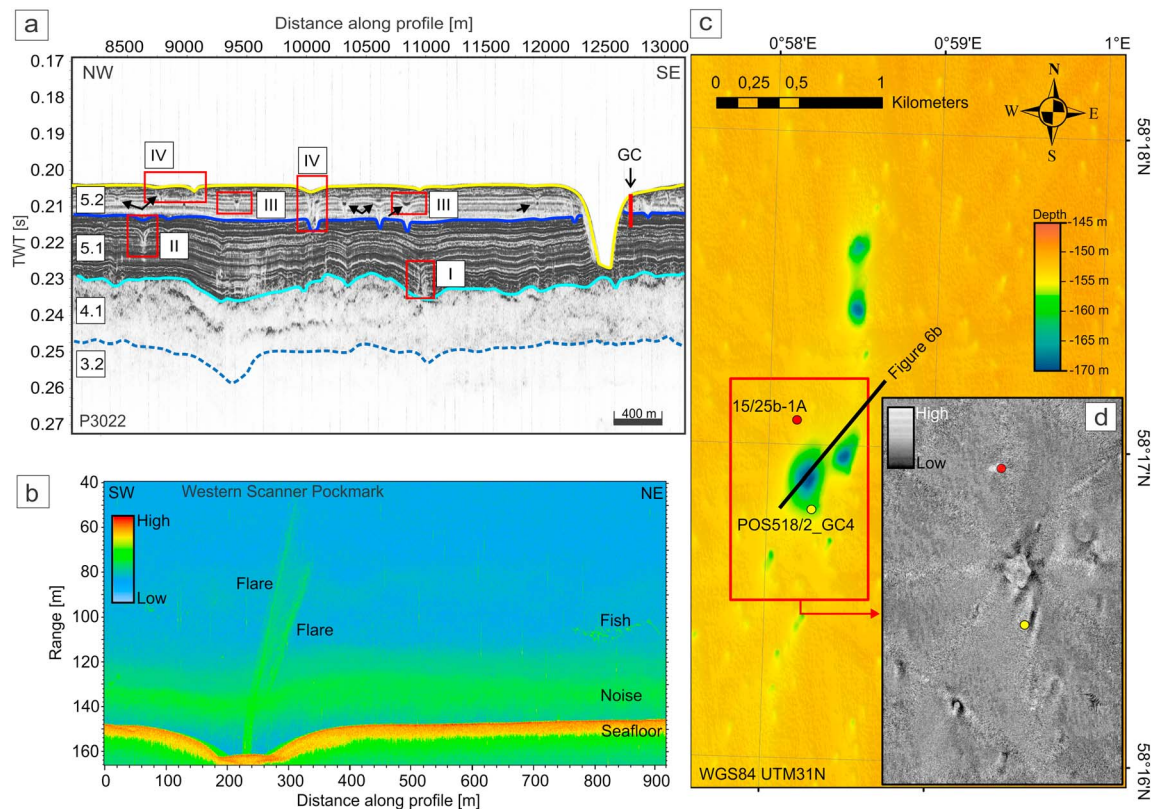 a
Distance along profile [m]
8500 9000 9500 10000 10500 11000 11500 12000 12500 13000
0.17
0.18
0.19
0.20
0.21
0.22
0.23
0.24
0.25
0.26
0.27
TWT [s]
NW
SE
IV
IV
GC
5.2
III
III
5.1
II
I
4.1
3.2
P3022
400 m
b
SW
Western Scanner Pockmark
NE
High
Low
Flare
Flare
Fish
Noise
Seafloor
Range [m]
40
60
80
100
120
140
160
0 100 200 300 400 500 600 700 800 900
Distance along profile [m]
c
0°58'E
0°59'E
1°E
0 0,25 0,5 1
Kilometers
N
W
E
S
58°18'N
58°17'N
58°16'N
Depth
-145 m
-150 m
-155 m
-160 m
-165 m
-170 m
Figure 6b
15/25b-1A
POS518/2_GC4
WGS84 UTM31N
d
High
Low